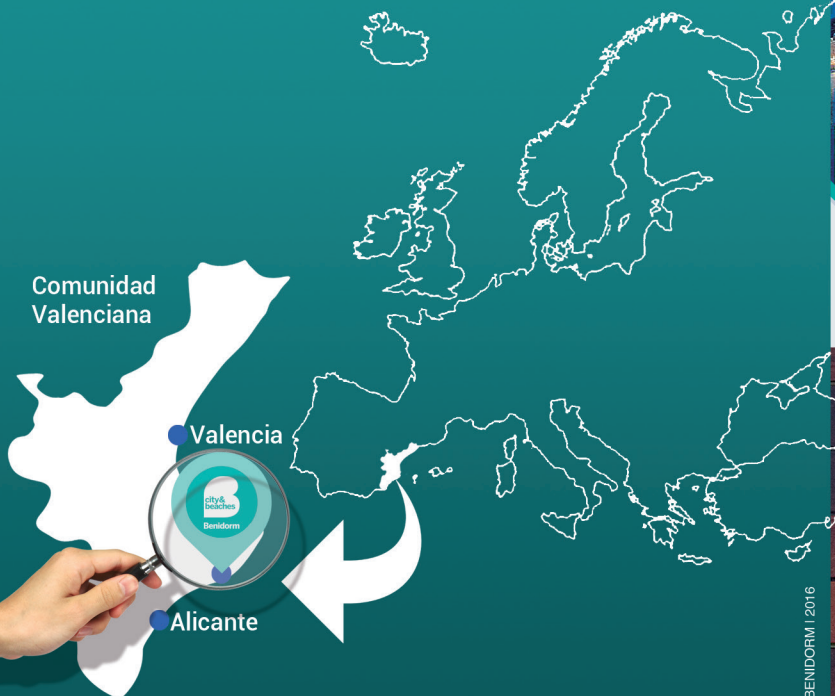 Comunidad
Valenciana
Valencia
city&
beaches
Benidorm
Alicante
BENIDORM | 2016